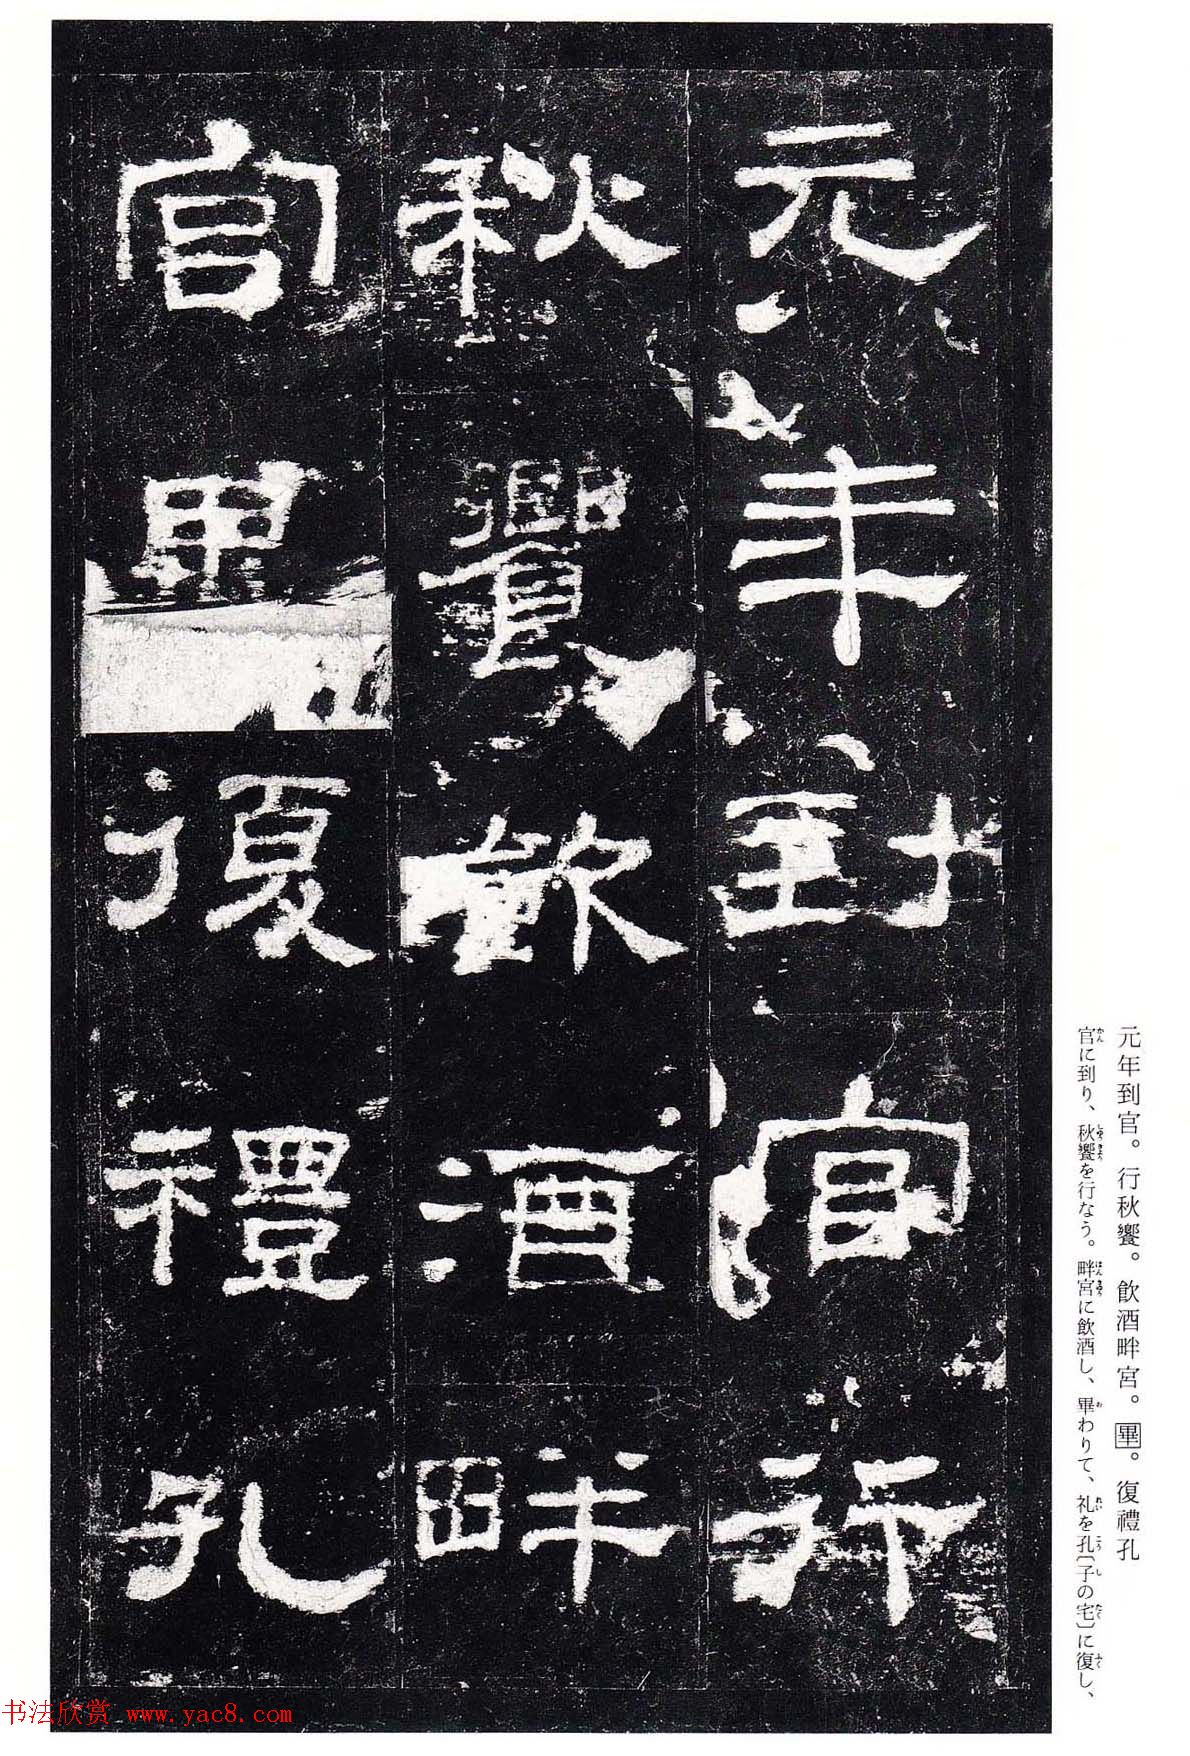 元年到官行
秋饗飲酒畔
宮畢復禮孔
元年到官。行秋饗。飲酒畔宮。畢。復禮孔
官に到り、秋饗を行なう。畔宮に飲酒し、畢わりて、礼を孔〔子の宅〕に復し、
书法欣赏 www.yac8.com